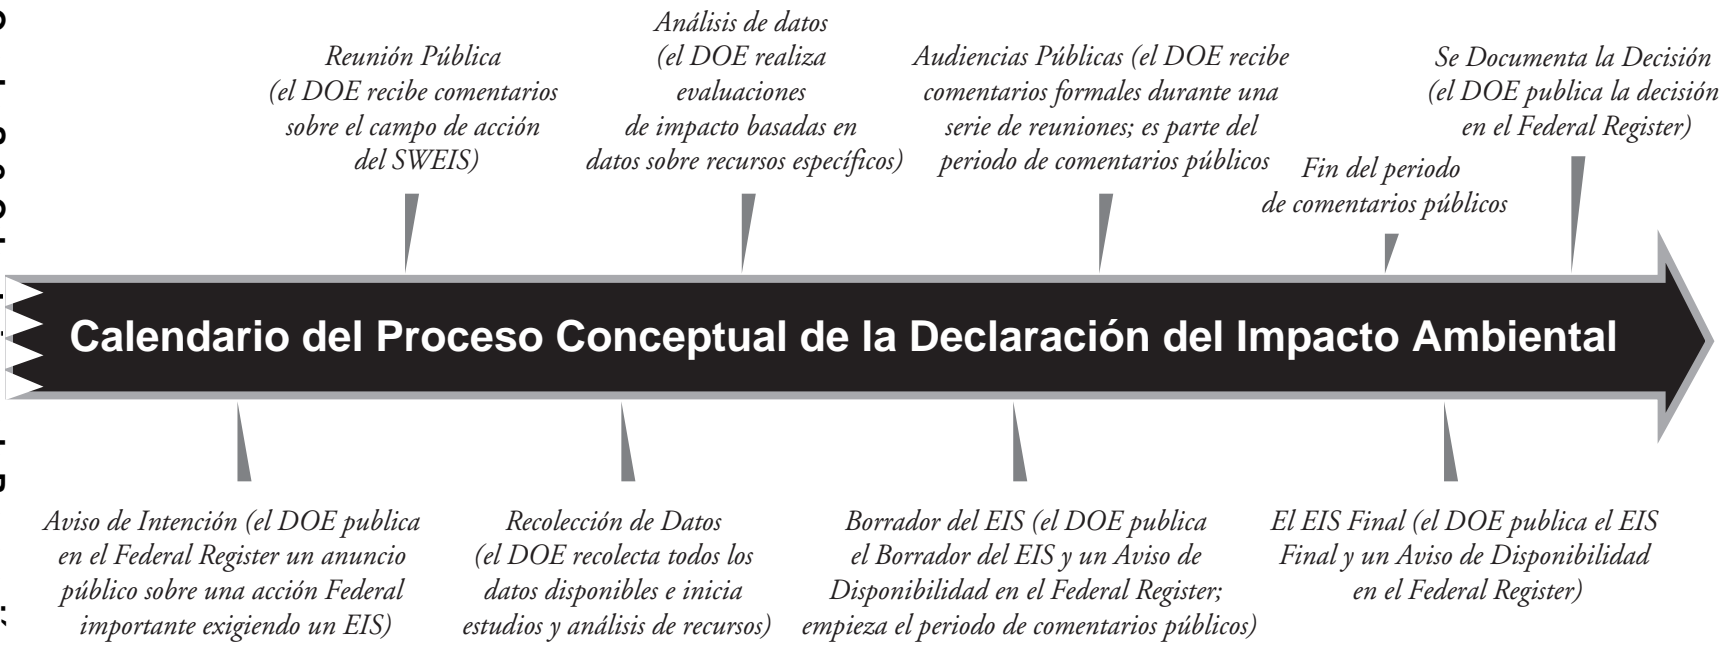 Reunión Pública
(el DOE recibe comentarios
sobre el campo de acción
del SWEIS)
Análisis de datos
(el DOE realiza
evaluaciones
de impacto basadas en
datos sobre recursos específicos)
Audiencias Públicas (el DOE recibe
comentarios formales durante una
serie de reuniones; es parte del
periodo de comentarios públicos
Fin del periodo
de comentarios públicos
Se Documenta la Decisión
(el DOE publica la decisión
en el Federal Register)
Calendario del Proceso Conceptual de la Declaración del Impacto Ambiental
Aviso de Intención (el DOE publica
en el Federal Register un anuncio
público sobre una acción Federal
importante exigiendo un EIS)
Recolección de Datos
(el DOE recolecta todos los
datos disponibles e inicia
estudios y análisis de recursos)
Borrador del EIS (el DOE publica
el Borrador del EIS y un Aviso de
Disponibilidad en el Federal Register;
empieza el periodo de comentarios públicos)
El EIS Final (el DOE publica el EIS
Final y un Aviso de Disponibilidad
en el Federal Register)